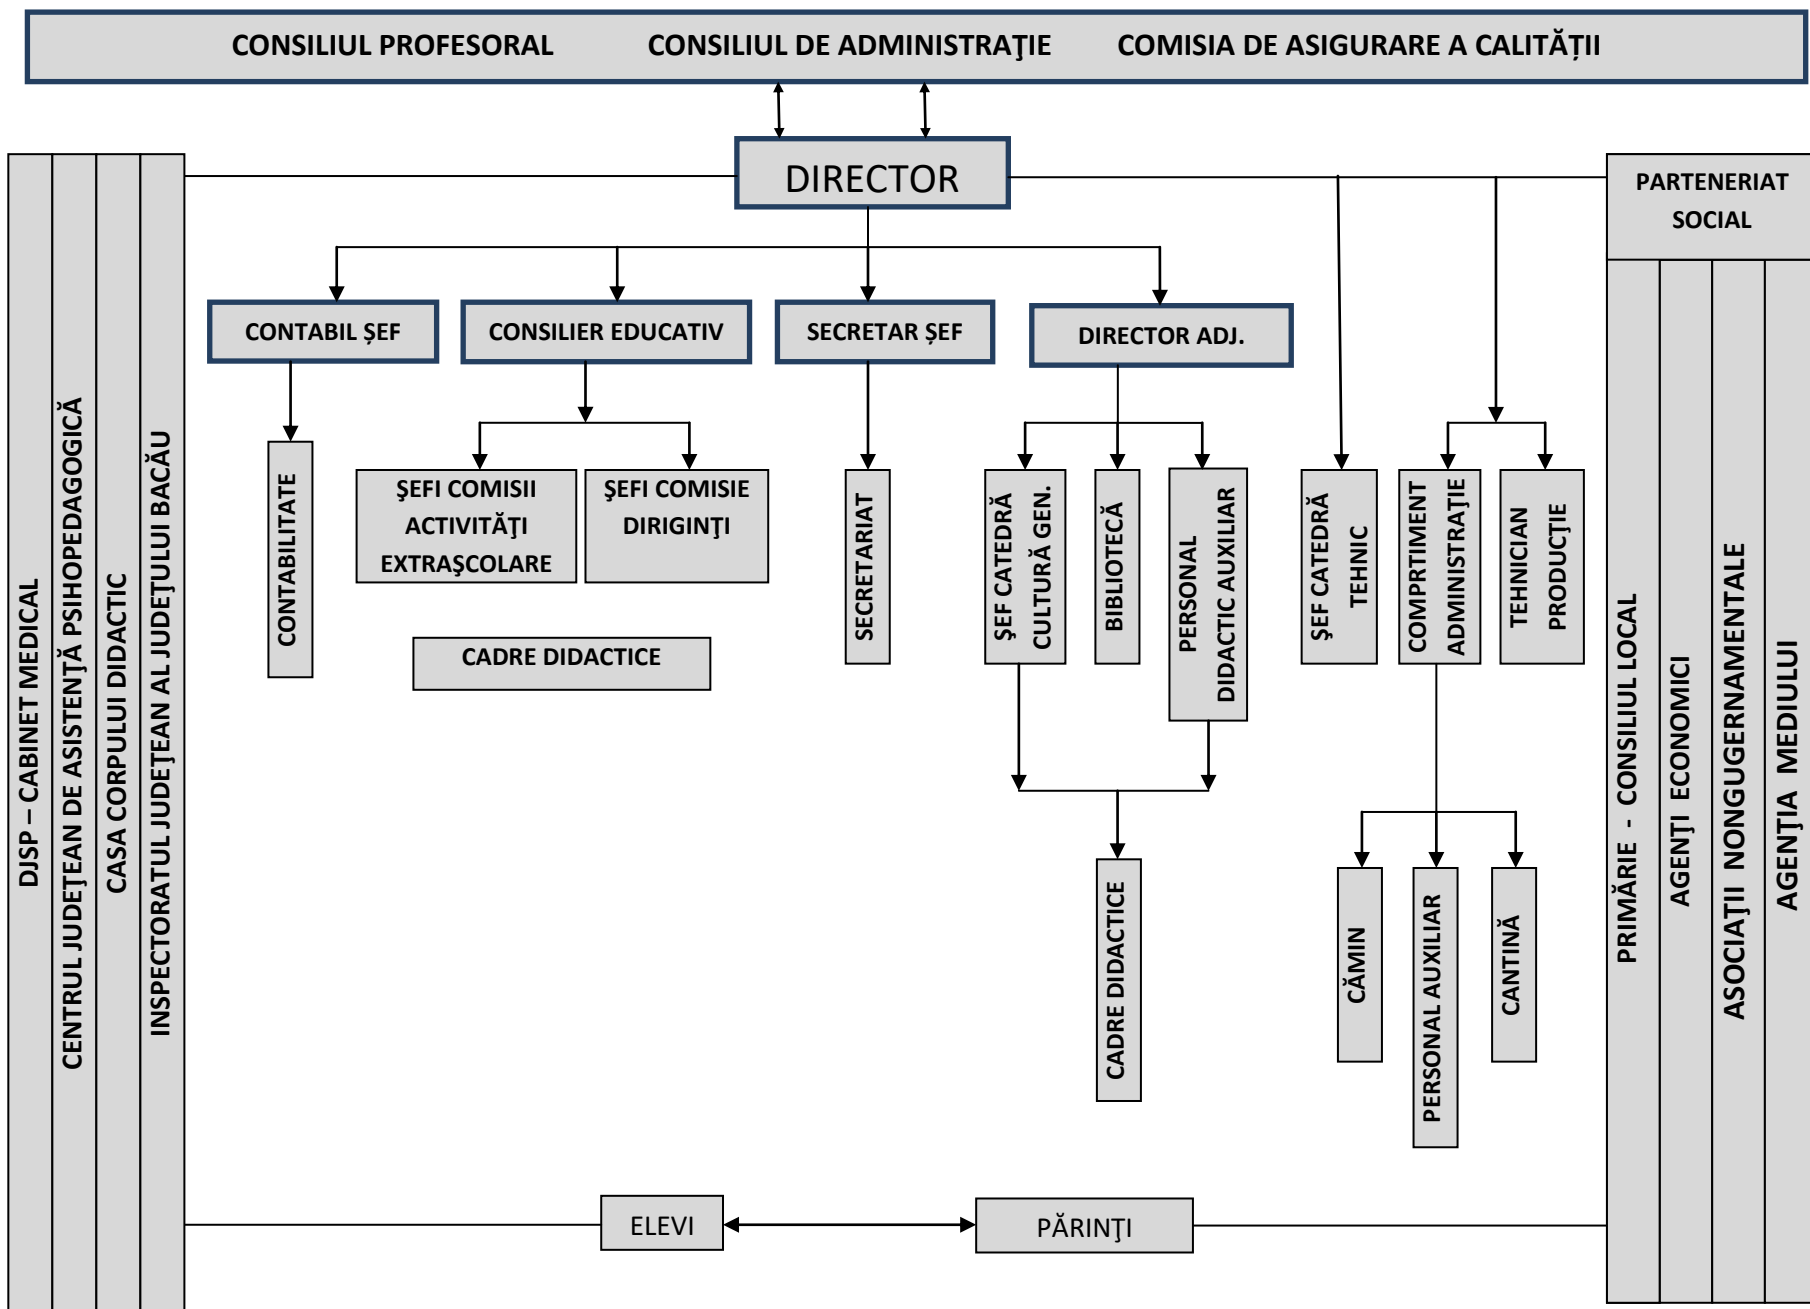 CONSILIUL PROFESORAL CONSILIUL DE ADMINISTRAŢIE COMISIA DE ASIGURARE A CALITĂȚII
DIRECTOR
DJSP – CABINET MEDICAL
CENTRUL JUDEŢEAN DE ASISTENŢĂ PSIHOPEDAGOGICĂ
CASA CORPULUI DIDACTIC
INSPECTORATUL JUDEŢEAN AL JUDEŢULUI BACĂU
PARTENERIAT
SOCIAL
PRIMĂRIE - CONSILIUL LOCAL
AGENŢI ECONOMICI
ASOCIAŢII NONGUGERNAMENTALE
AGENŢIA MEDIULUI
CONTABIL ȘEF
CONSILIER EDUCATIV
SECRETAR ȘEF
DIRECTOR ADJ.
CONTABILITATE
ŞEFI COMISII
ACTIVITĂŢI
EXTRAŞCOLARE
ŞEFI COMISIE
DIRIGINŢI
CADRE DIDACTICE
SECRETARIAT
ŞEF CATEDRĂ
CULTURĂ GEN.
BIBLIOTECĂ
PERSONAL
DIDACTIC AUXILIAR
ŞEF CATEDRĂ
TEHNIC
COMPRTIMENT
ADMINISTRAŢIE
TEHNICIAN
PRODUCŢIE
CADRE DIDACTICE
CĂMIN
PERSONAL AUXILIAR
CANTINĂ
ELEVI
PĂRINŢI